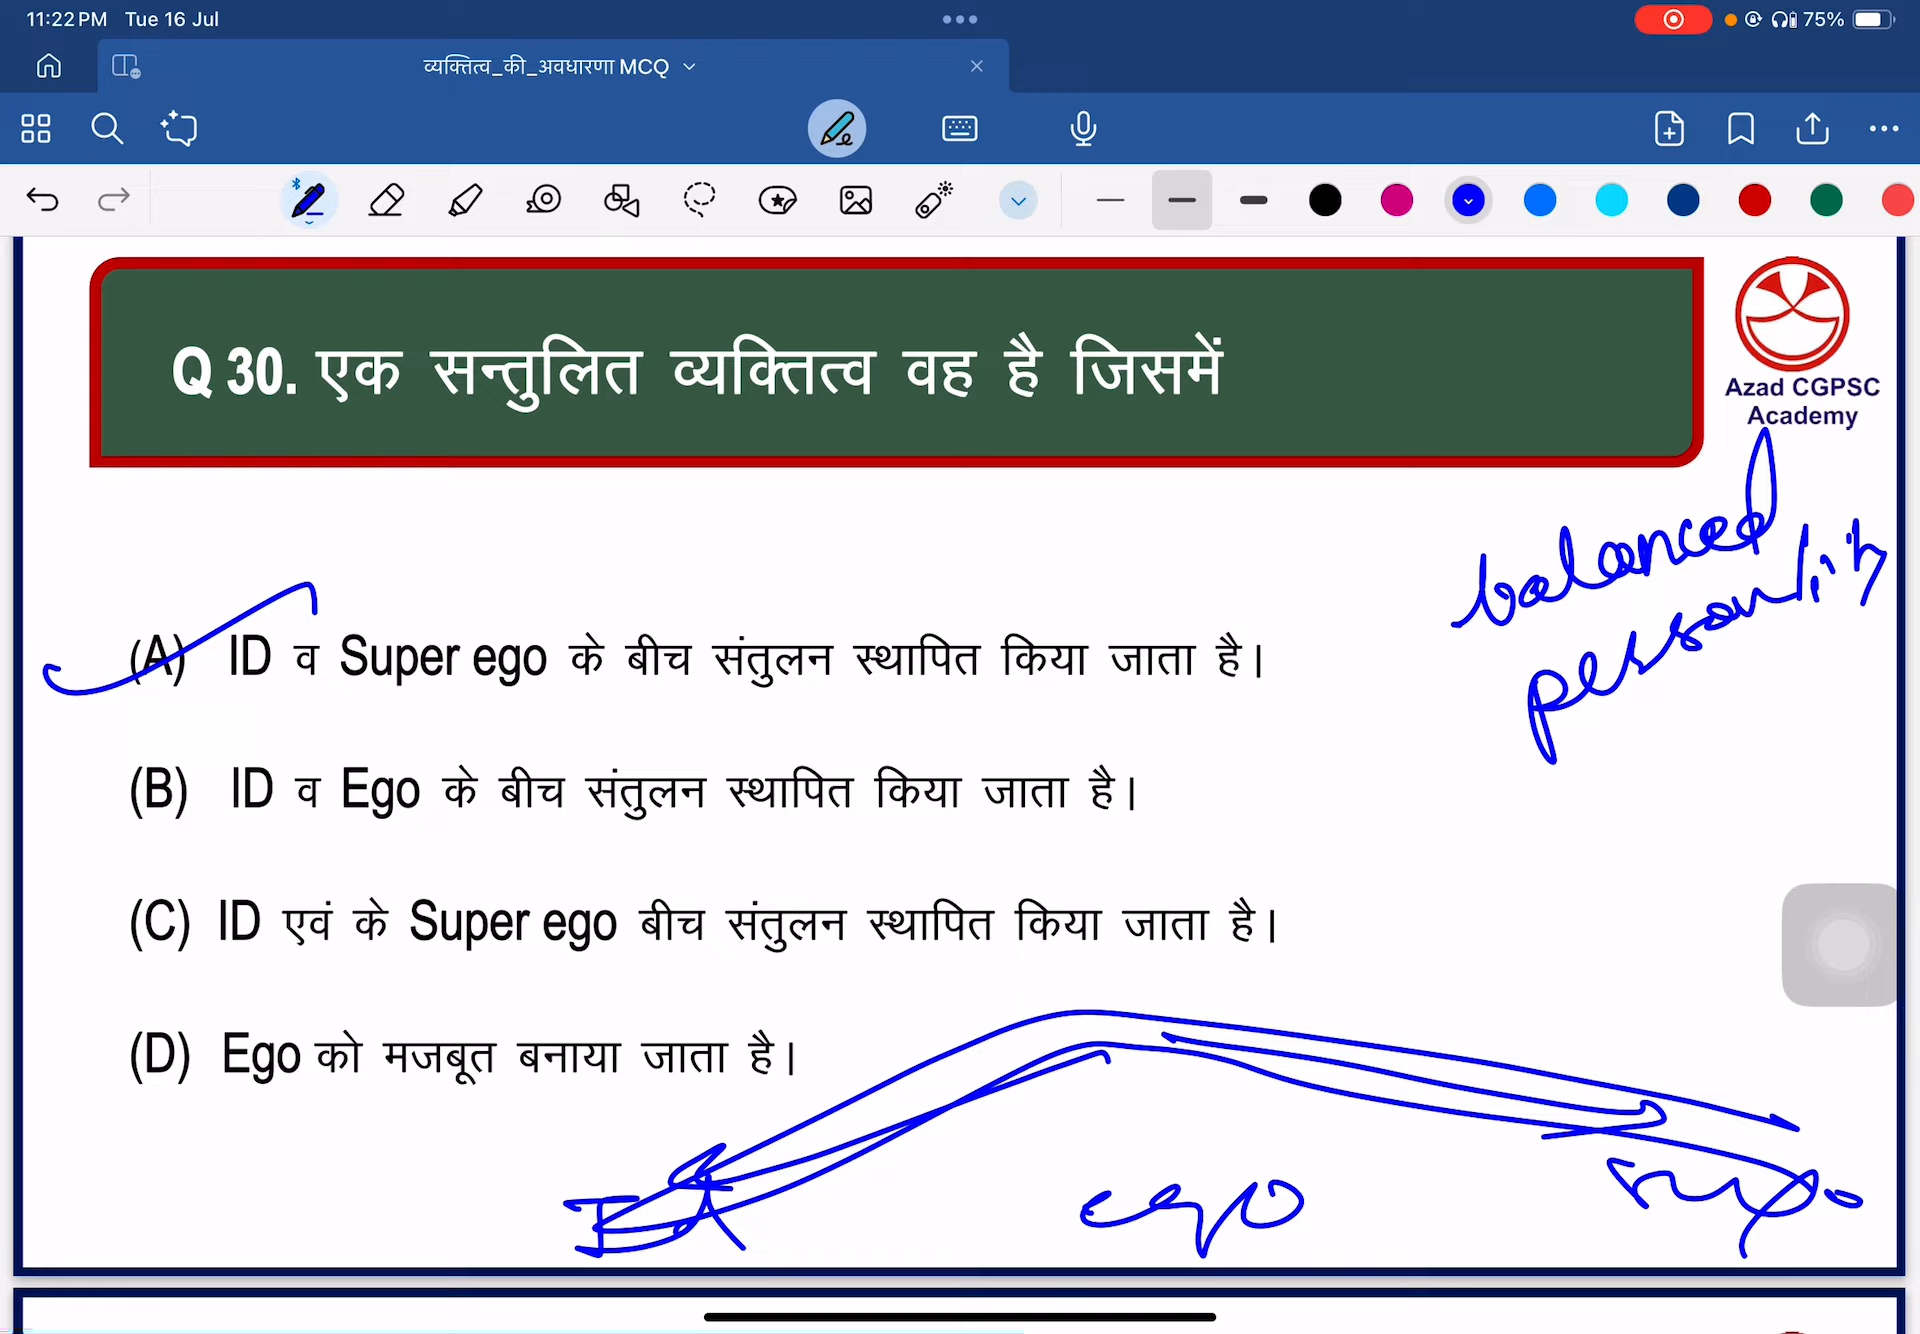 11:22 PM Tue 16 Jul
75%
व्यक्तित्व_की_अवधारणा MCQ
Q 30. एक सन्तुलित व्यक्तित्व वह है जिसमें
Azad CGPSC
Academy
balanced
(A) ID व Super ego के बीच संतुलन स्थापित किया जाता है।
(B) ID व Ego के बीच संतुलन स्थापित किया जाता है।
(C) ID एवं के Super ego बीच संतुलन स्थापित किया जाता है।
(D) Ego को मजबूत बनाया जाता है।
ego